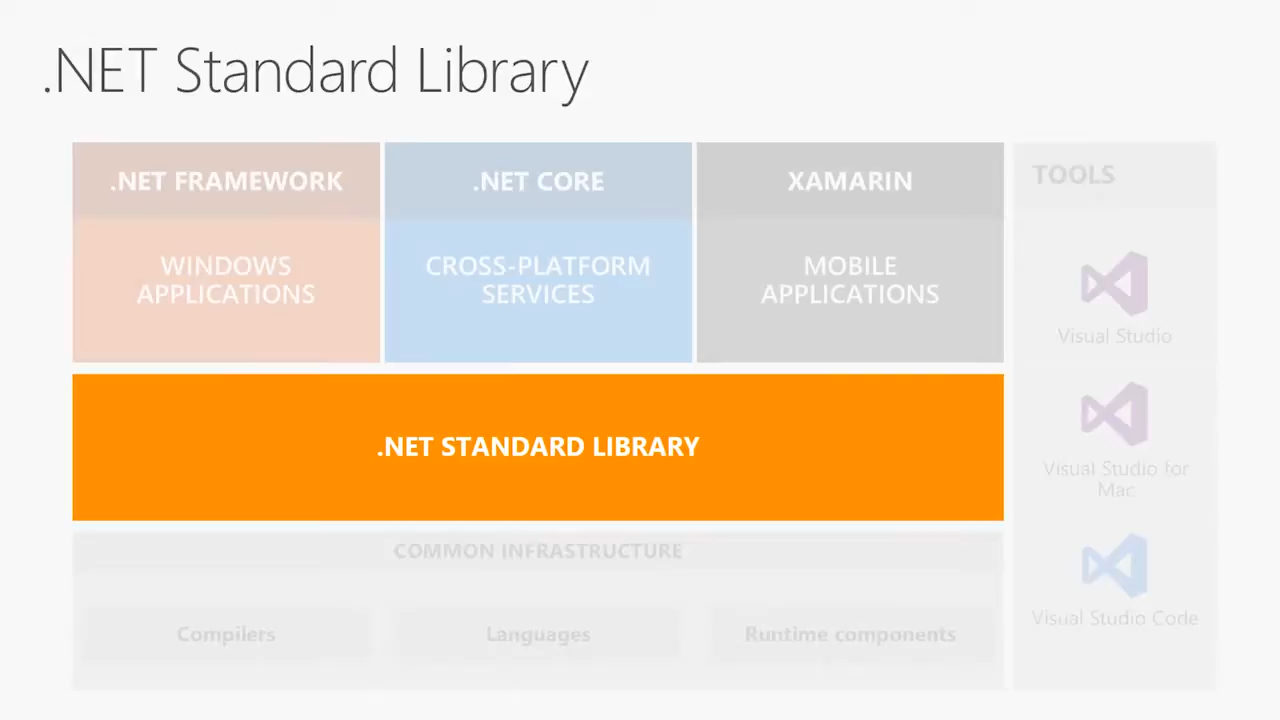 .NET Standard Library
.NET FRAMEWORK
WINDOWS
APPLICATIONS
.NET CORE
CROSS-PLATFORM
SERVICES
XAMARIN
MOBILE
APPLICATIONS
.NET STANDARD LIBRARY
COMMON INFRASTRUCTURE
Compilers
Languages
Runtime components
TOOLS
Visual Studio
Visual Studio for
Mac
Visual Studio Code